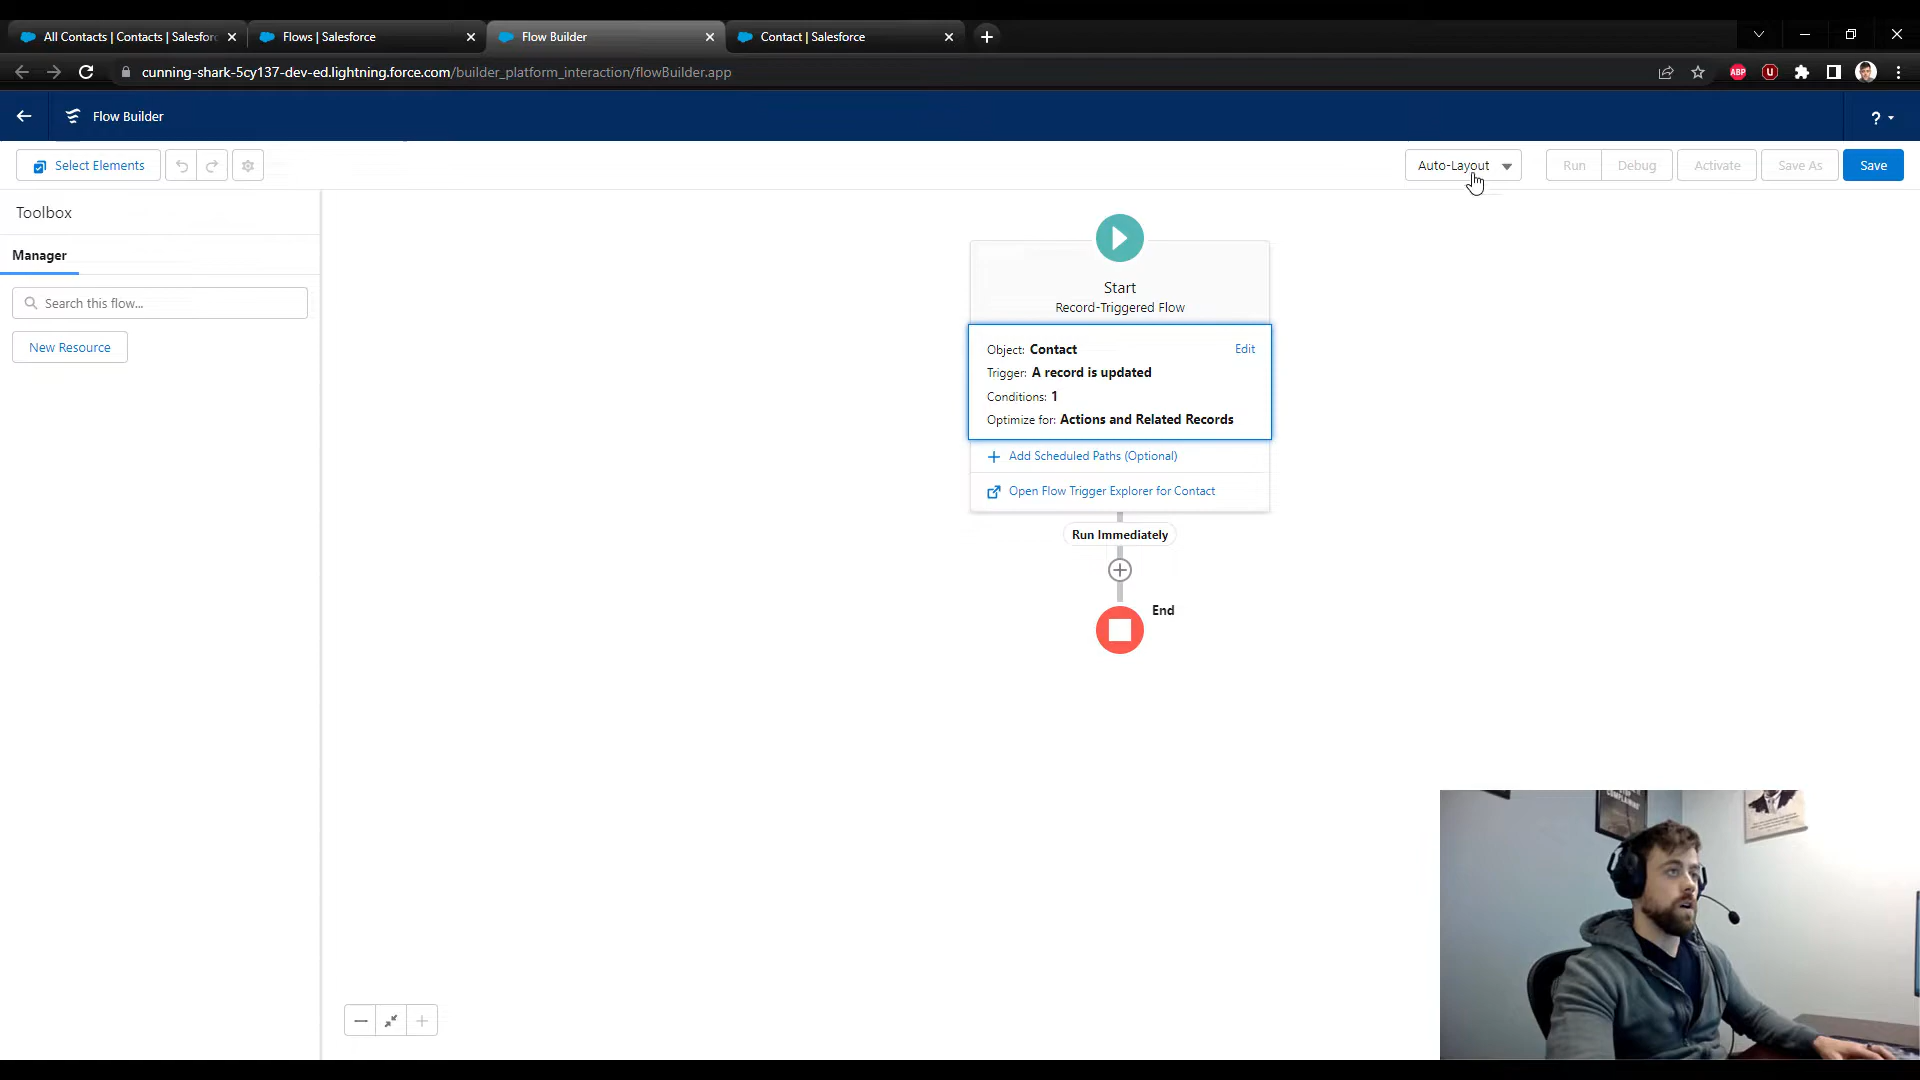 All Contacts | Contacts | Salesfor
Flows | Salesforce
Flow Builder
Contact | Salesforce
cunning-shark-5cy137-dev-ed.lightning.force.com/builder_platform_interaction/flowBuilder.app
ABP
Flow Builder
?
Select Elements
Auto-Layout
Run
Debug
Activate
Save As
Save
Toolbox
Manager
Search this flow...
New Resource
Start
Record-Triggered Flow
Object: Contact
Edit
Trigger: A record is updated
Conditions: 1
Optimize for: Actions and Related Records
Add Scheduled Paths (Optional)
Open Flow Trigger Explorer for Contact
Run Immediately
End